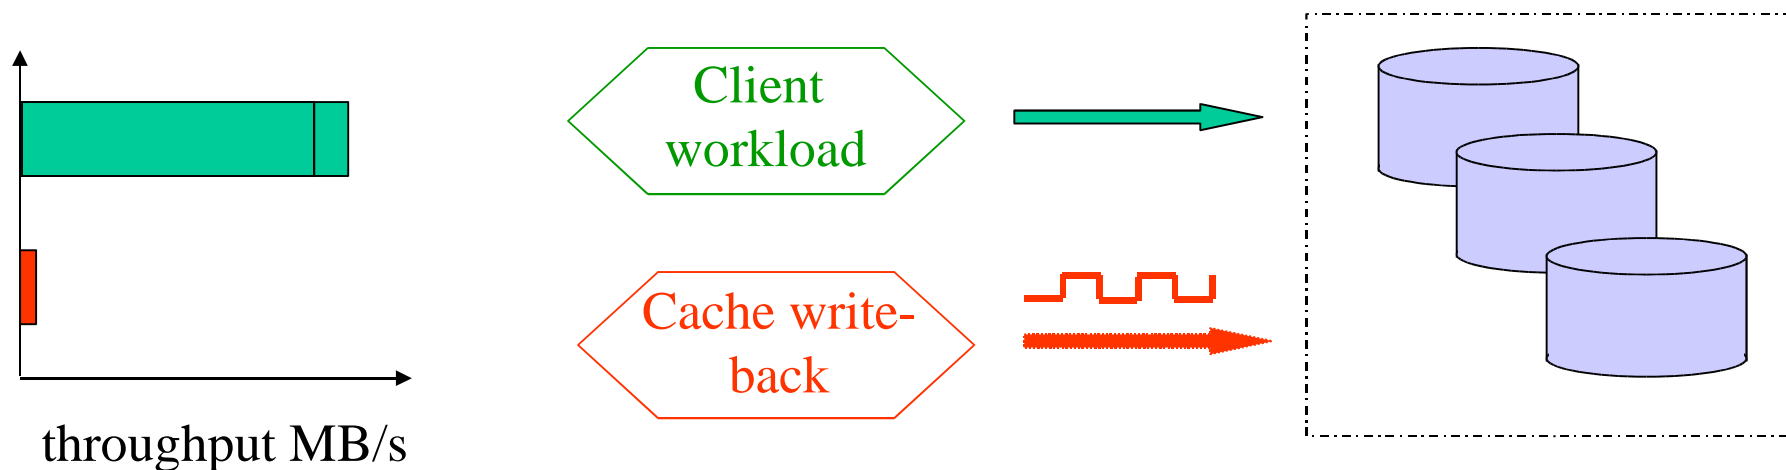 Client
workload
Cache write-
back
throughput MB/s